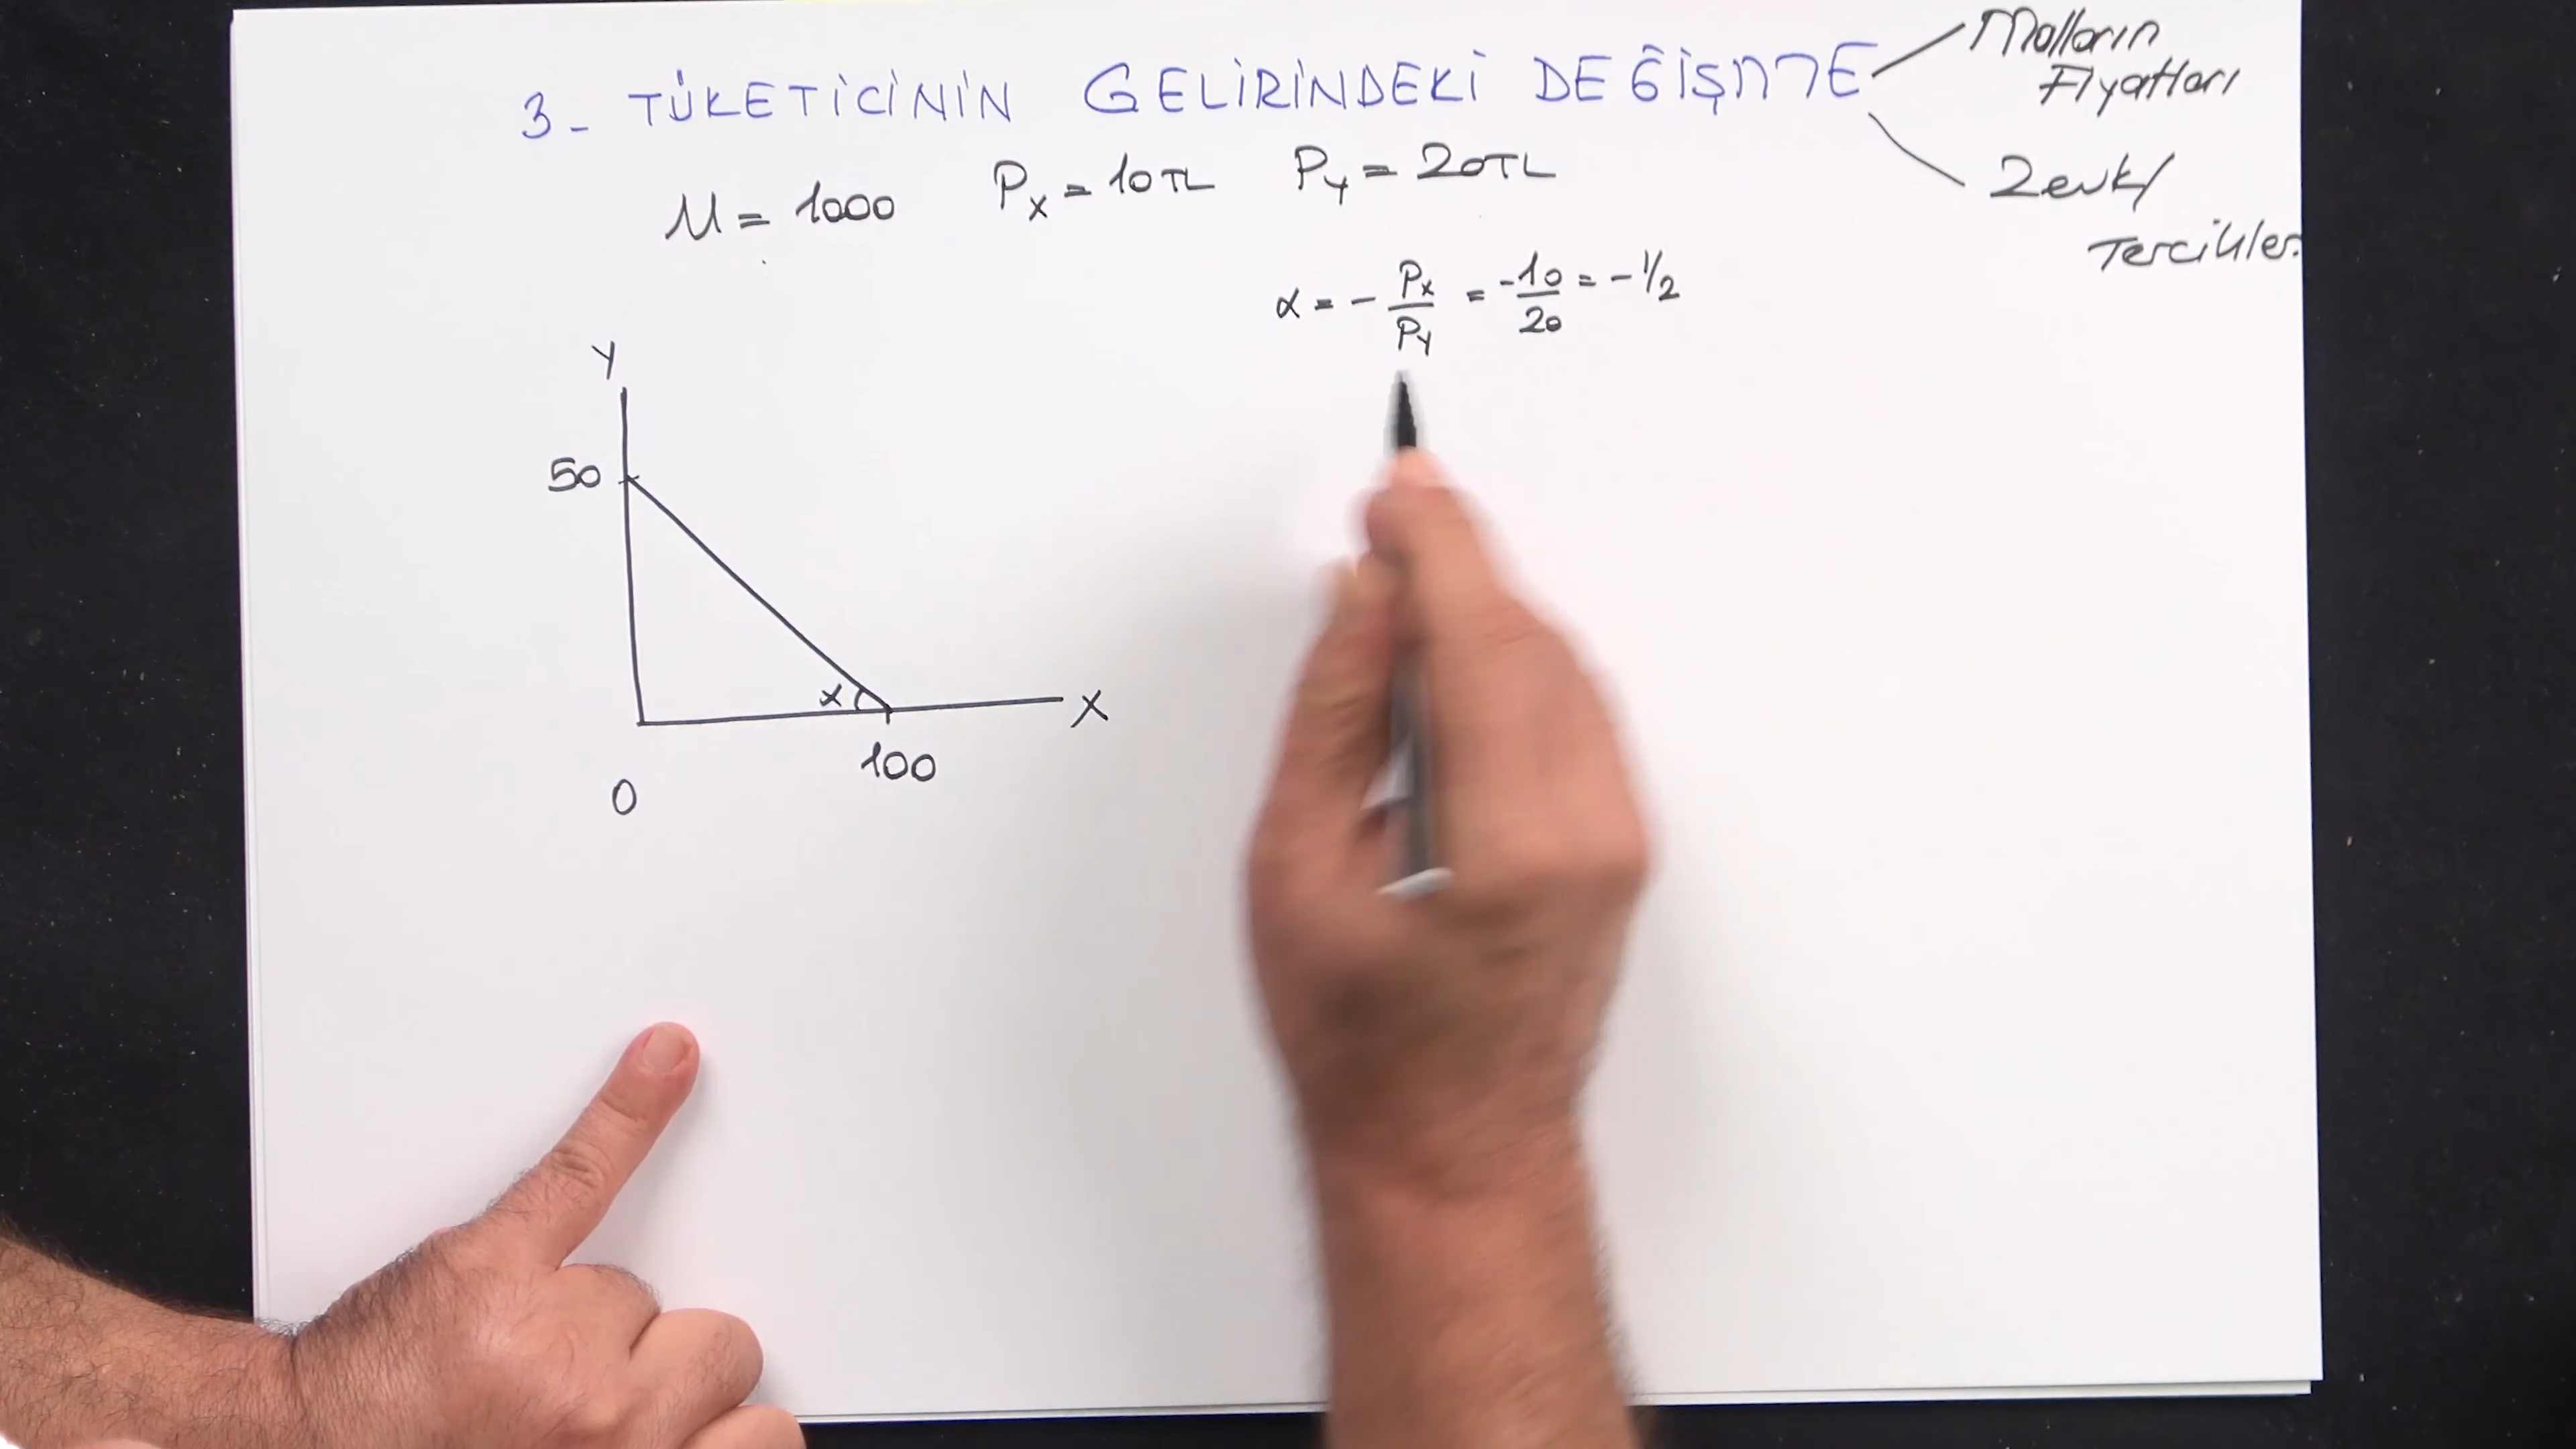 3- TÜKETİCİNİN GELİRİNDEKİ DEĞİŞME
Malların
Fiyatları
Zevk/
Tercihler
M = 1000 Px = 10TL Py = 20TL
α = - Px/Py = -10/20 = -1/2
Y
50
α
X
100
0